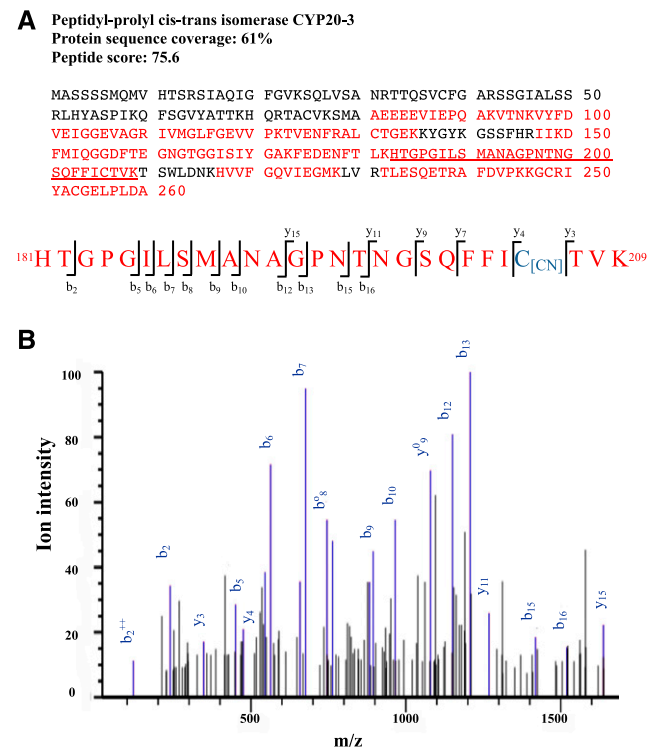 A
Peptidyl-prolyl cis-trans isomerase CYP20-3
Protein sequence coverage: 61%
Peptide score: 75.6
MASSSSMQMV HTSRSIAQIG FGVKSQLVSA NRTTQSVCFG ARSSGIALSS 50
RLHYASPIKQ FSGVYATTKH QRTACVKSMA AEEEEVIEPQ AKVTNKVYFD 100
VEIGGEVAGR IVMGLFGEVV PKTVENFRAL CTGEKKYGYK GSSFHRIIKD 150
FMIQGGDFTE GNGTGGISIY GAKFEDENFT LKHTGPGILS MANAGPNTNG 200
SQFFICTVKT SWLDNKHVVF GQVIEGMKLV RTLESQETRA FDVPKKGCRI 250
YACGELPLDA 260
y15 y11 y9 y7 y4 y3
181H T G P G I L S M A N A G P N T N G S Q F F I C[CN] T V K209
b2 b5 b6 b7 b8 b9 b10 b12 b13 b15 b16
B
b13
b7
b12
b6
y0 9
bo8
b10
b9
b2
b5
y11
y3
y4
b15
b16
y15
b2++
100
80
60
40
20
0
Ion intensity
500 1000 1500
m/z